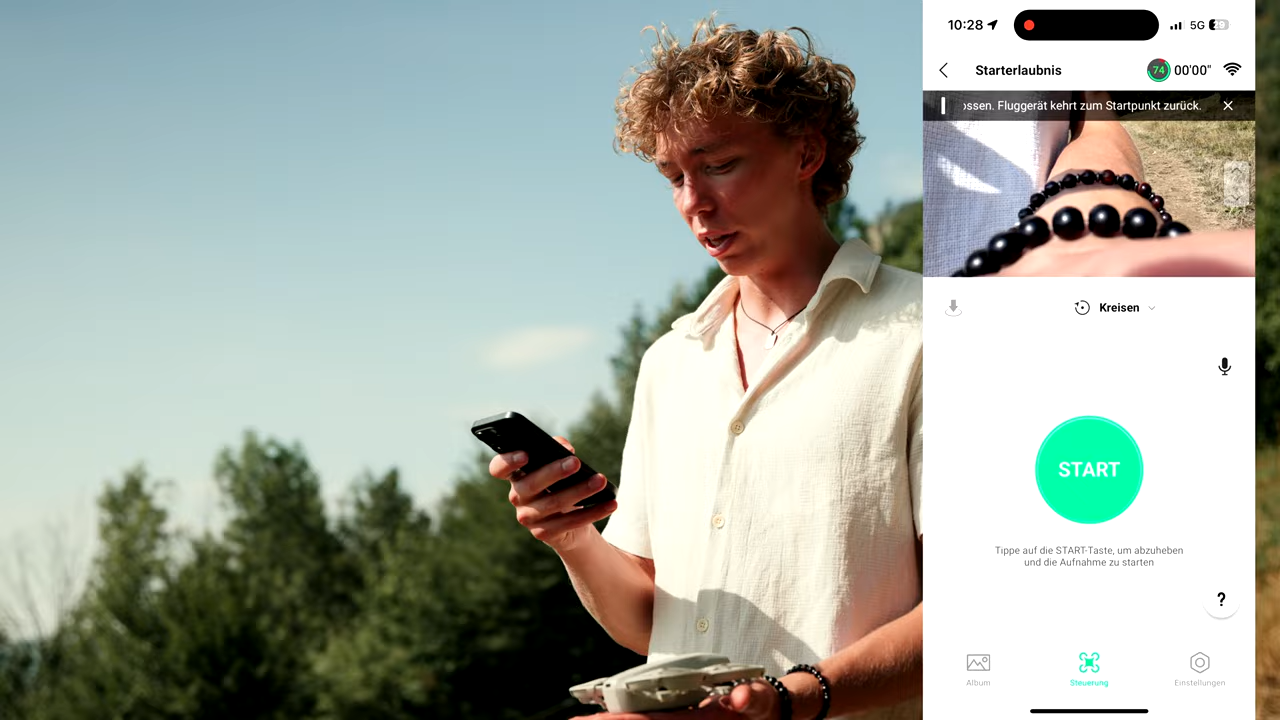 10:28
5G
Starterlaubnis
74 00'00"
ossen. Fluggerät kehrt zum Startpunkt zurück.
Kreisen
START
Tippe auf die START-Taste, um abzuheben
und die Aufnahme zu starten
?
Album
Steuerung
Einstellungen